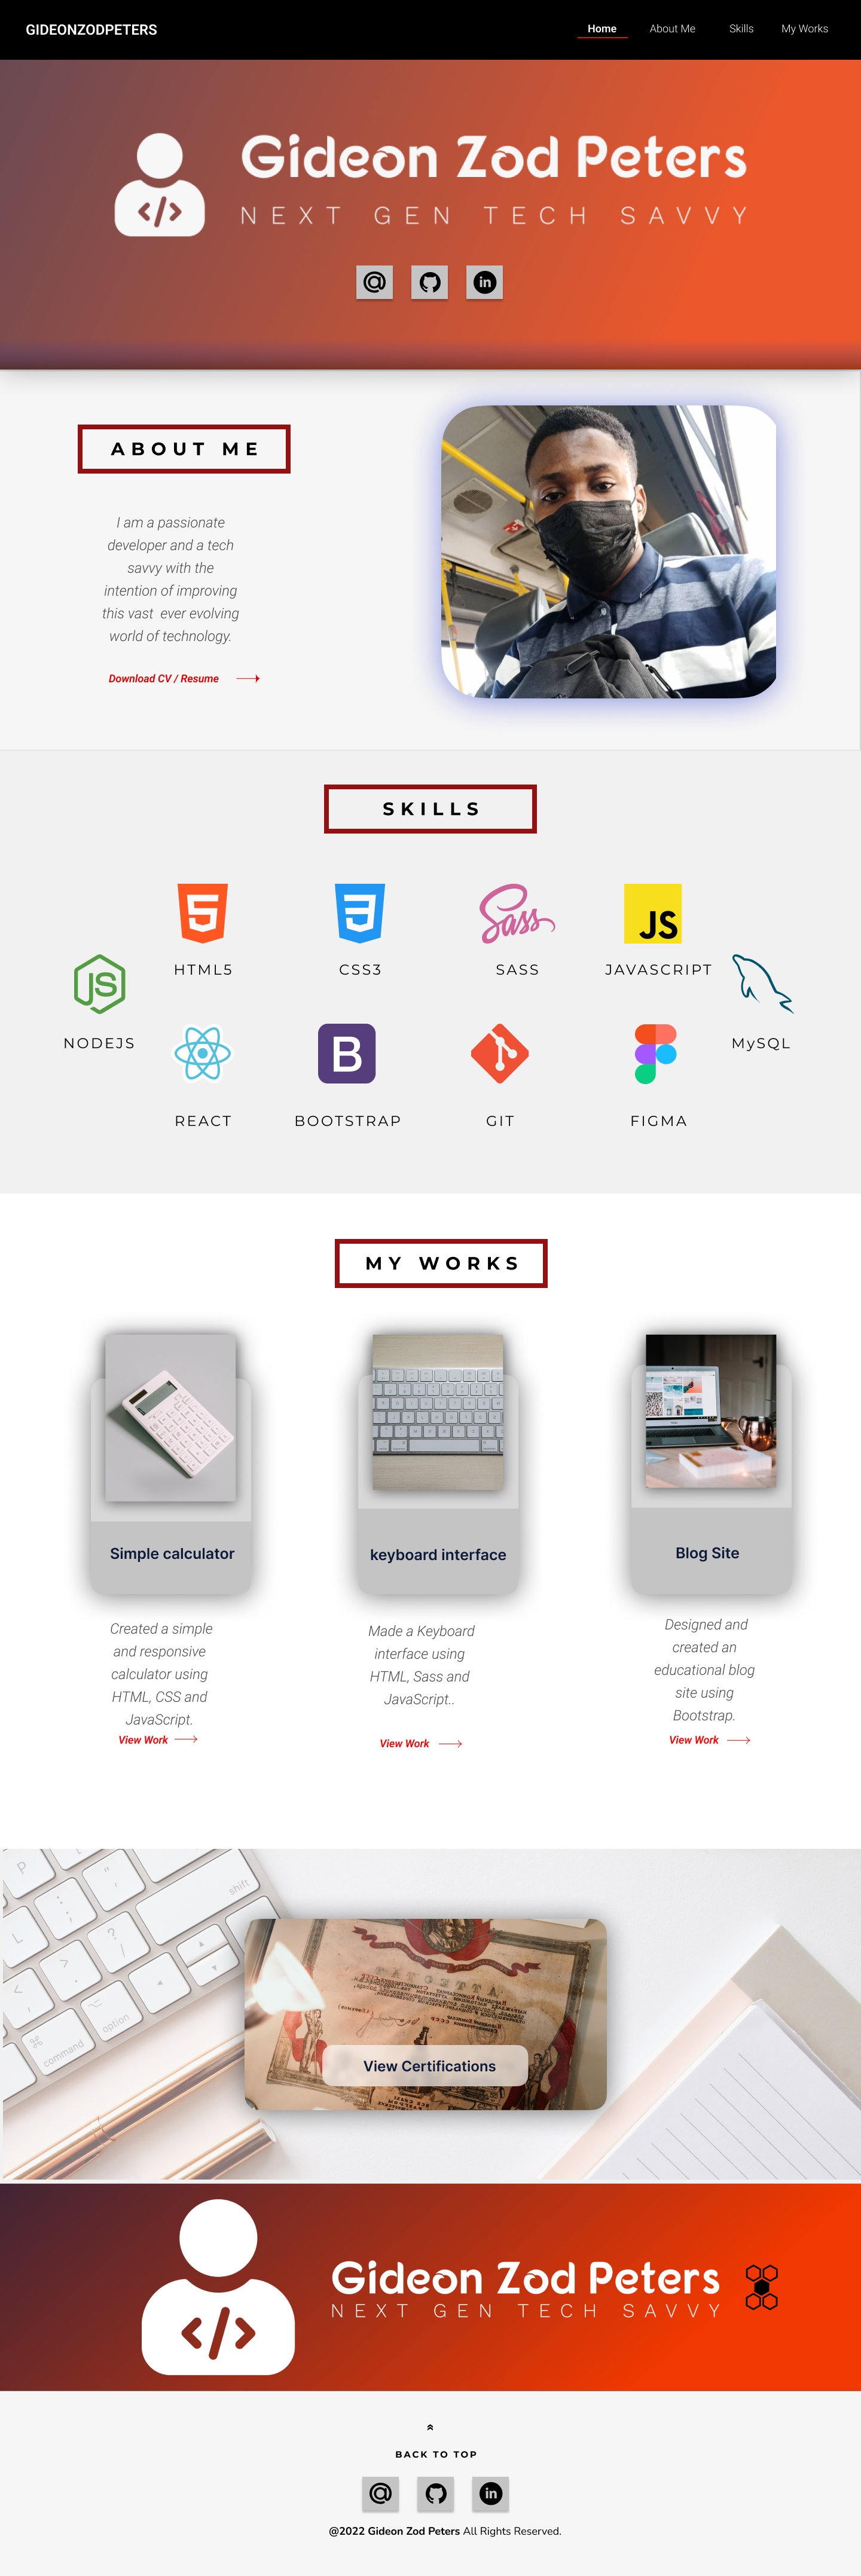 GIDEONZODPETERS
Home
About Me
Skills
My Works
Gideon Zod Peters
NEXT GEN TECH SAVVY
ABOUT ME
I am a passionate
developer and a tech
savvy with the
intention of improving
this vast ever evolving
world of technology.
Download CV / Resume
SKILLS
HTML5
CSS3
SASS
JAVASCRIPT
NODEJS
MySQL
REACT
BOOTSTRAP
GIT
FIGMA
MY WORKS
Simple calculator
Created a simple
and responsive
calculator using
HTML, CSS and
JavaScript.
View Work
keyboard interface
Made a Keyboard
interface using
HTML, Sass and
JavaScript..
View Work
Blog Site
Designed and
created an
educational blog
site using
Bootstrap.
View Work
shift
option
command
View Certifications
Gideon Zod Peters
NEXT GEN TECH SAVVY
BACK TO TOP
@2022 Gideon Zod Peters All Rights Reserved.